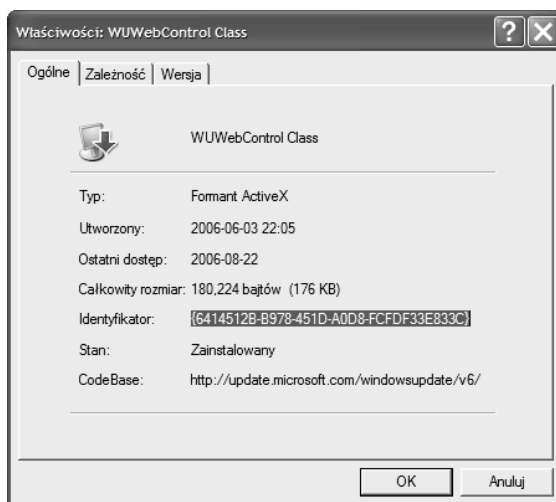 Właściwości: WUWebControl Class
Ogólne Zależność Wersja
WUWebControl Class
Typ: Formant ActiveX
Utworzony: 2006-06-03 22:05
Ostatni dostęp: 2006-08-22
Całkowity rozmiar: 180,224 bajtów (176 KB)
Identyfikator: {6414512B-B978-451D-A0D8-FCFDF33E833C}
Stan: Zainstalowany
CodeBase: http://update.microsoft.com/windowsupdate/v6/
OK Anuluj